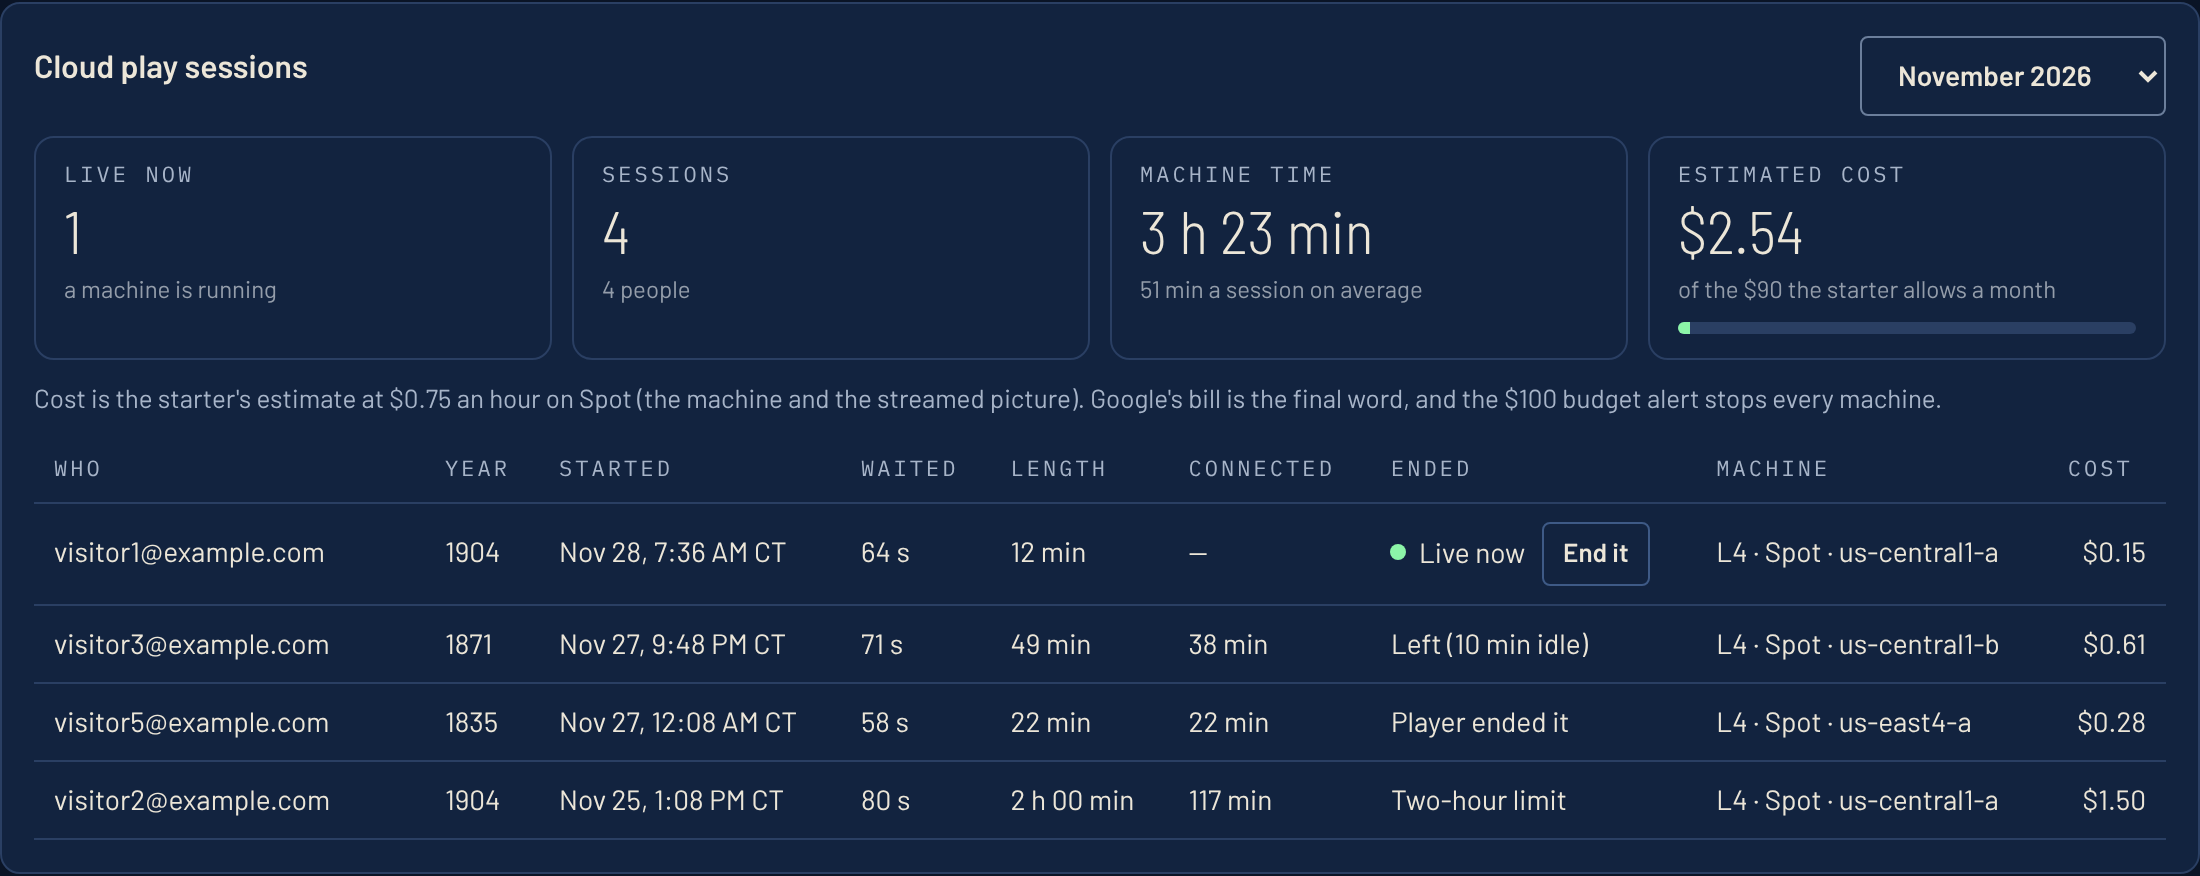 Cloud play sessions
November 2026
LIVE NOW
1
a machine is running
SESSIONS
4
4 people
MACHINE TIME
3 h 23 min
51 min a session on average
ESTIMATED COST
$2.54
of the $90 the starter allows a month
Cost is the starter's estimate at $0.75 an hour on Spot (the machine and the streamed picture). Google's bill is the final word, and the $100 budget alert stops every machine.
WHO YEAR STARTED WAITED LENGTH CONNECTED ENDED MACHINE COST
visitor1@example.com 1904 Nov 28, 7:36 AM CT 64 s 12 min — Live now End it L4 · Spot · us-central1-a $0.15
visitor3@example.com 1871 Nov 27, 9:48 PM CT 71 s 49 min 38 min Left (10 min idle) L4 · Spot · us-central1-b $0.61
visitor5@example.com 1835 Nov 27, 12:08 AM CT 58 s 22 min 22 min Player ended it L4 · Spot · us-east4-a $0.28
visitor2@example.com 1904 Nov 25, 1:08 PM CT 80 s 2 h 00 min 117 min Two-hour limit L4 · Spot · us-central1-a $1.50